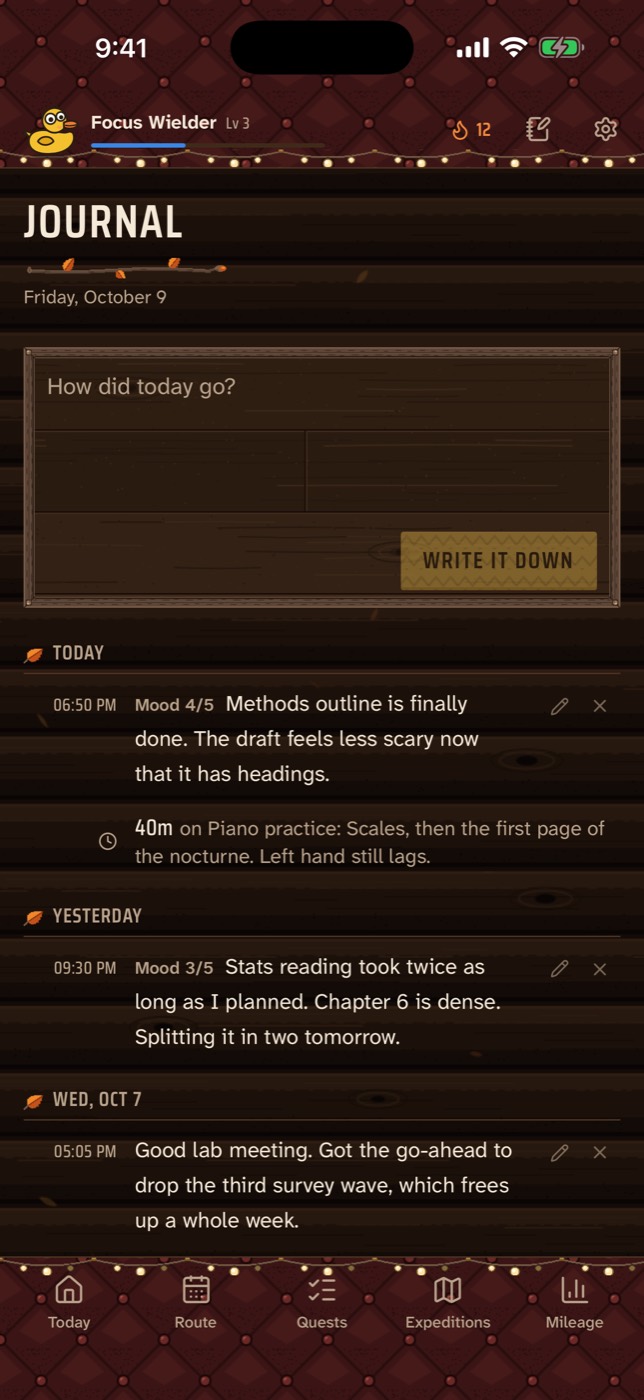 9:41
Focus Wielder Lv 3
12
JOURNAL
Friday, October 9
How did today go?
WRITE IT DOWN
TODAY
06:50 PM Mood 4/5 Methods outline is finally
done. The draft feels less scary now
that it has headings.
40m on Piano practice: Scales, then the first page of
the nocturne. Left hand still lags.
YESTERDAY
09:30 PM Mood 3/5 Stats reading took twice as
long as I planned. Chapter 6 is dense.
Splitting it in two tomorrow.
WED, OCT 7
05:05 PM Good lab meeting. Got the go-ahead to
drop the third survey wave, which frees
up a whole week.
Today Route Quests Expeditions Mileage